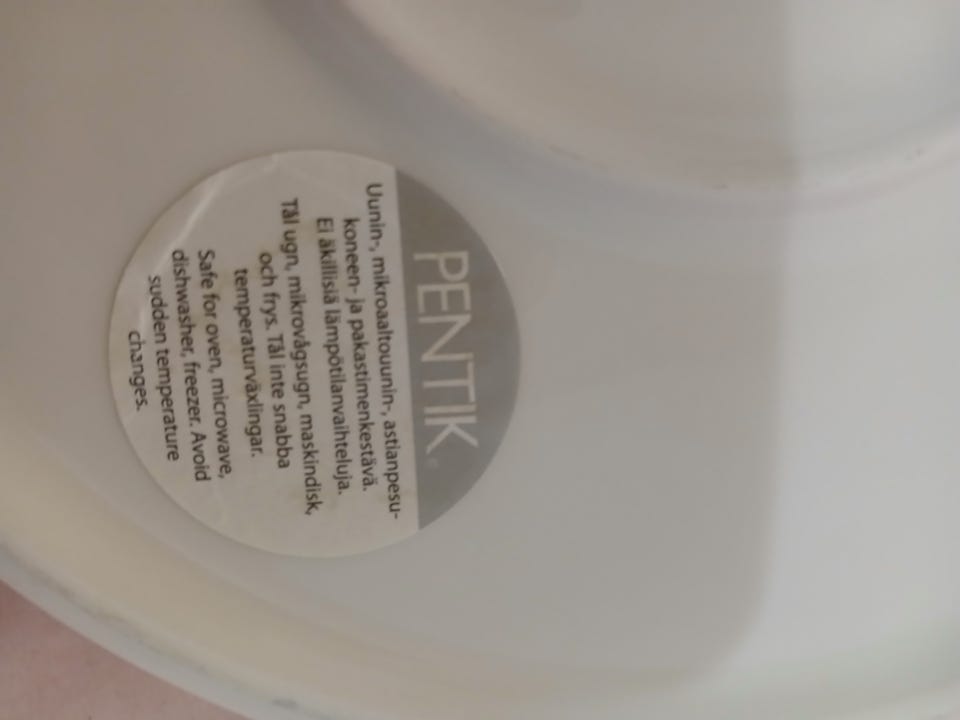 PENTIK®
Uunin-, mikroaaltouunin-, astianpesu-
koneen- ja pakastimenkestävä.
Ei äkillisiä lämpötilanvaihteluja.
Tål ugn, mikrovågsugn, maskindisk,
och frys. Tål inte snabba
temperaturväxlingar.
Safe for oven, microwave,
dishwasher, freezer. Avoid
sudden temperature
changes.